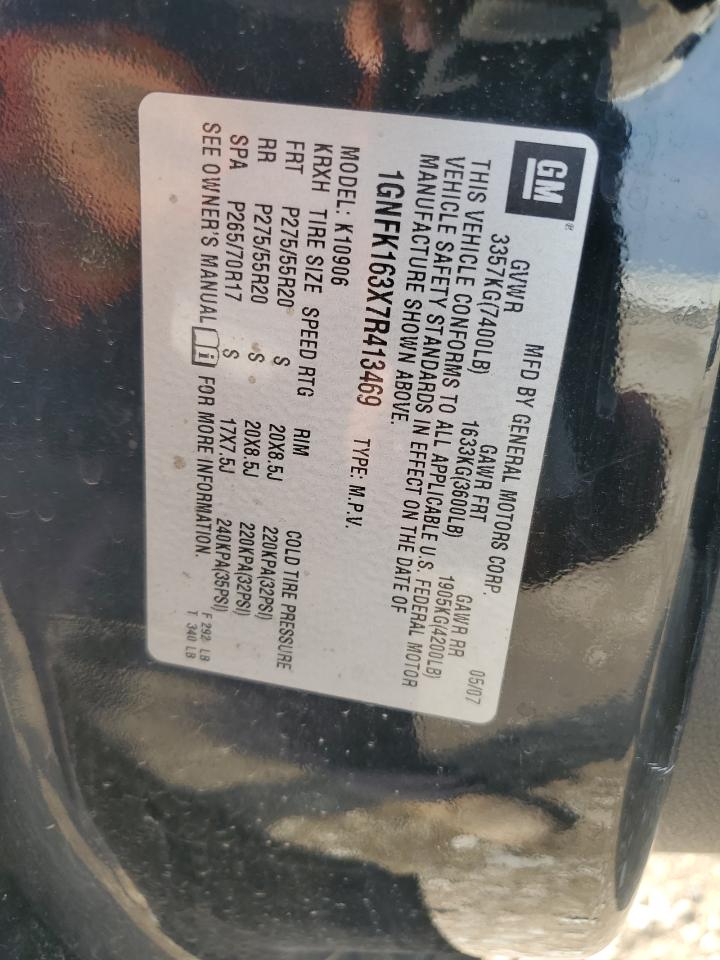 GM®
MFD BY GENERAL MOTORS CORP. 05/07
GVWR GAWR FRT GAWR RR
3357KG(7400LB) 1633KG(3600LB) 1905KG(4200LB)
THIS VEHICLE CONFORMS TO ALL APPLICABLE U.S. FEDERAL MOTOR
VEHICLE SAFETY STANDARDS IN EFFECT ON THE DATE OF
MANUFACTURE SHOWN ABOVE.
1GNFK163X7R413469 TYPE: M.P.V.
MODEL: K10906
KRXH TIRE SIZE SPEED RTG RIM COLD TIRE PRESSURE
FRT P275/55R20 S 20X8.5J 220KPA(32PSI)
RR P275/55R20 S 20X8.5J 220KPA(32PSI)
SPA P265/70R17 S 17X7.5J 240KPA(35PSI)
SEE OWNER'S MANUAL i FOR MORE INFORMATION.
F 292 LB
T 340 LB